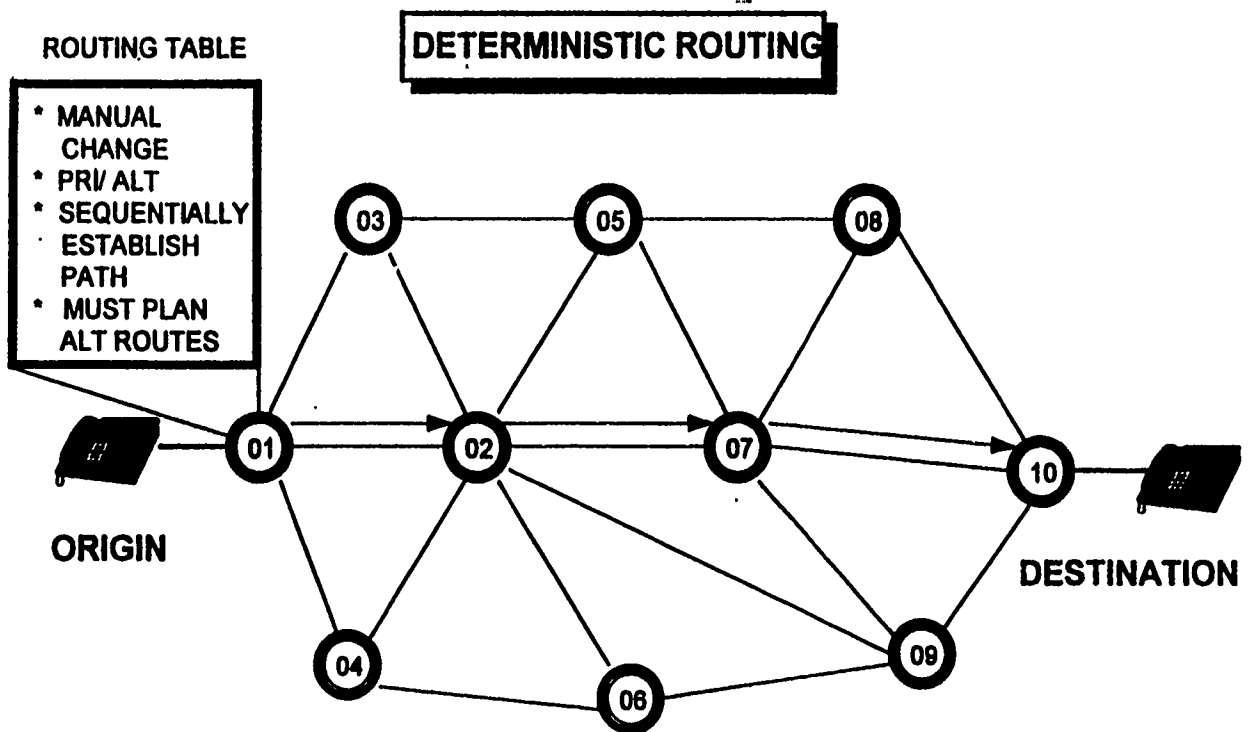 ROUTING TABLE
DETERMINISTIC ROUTING
* MANUAL
CHANGE
* PRI/ ALT
* SEQUENTIALLY
ESTABLISH
PATH
* MUST PLAN
ALT ROUTES
03
05
08
01
02
07
10
ORIGIN
DESTINATION
04
06
09